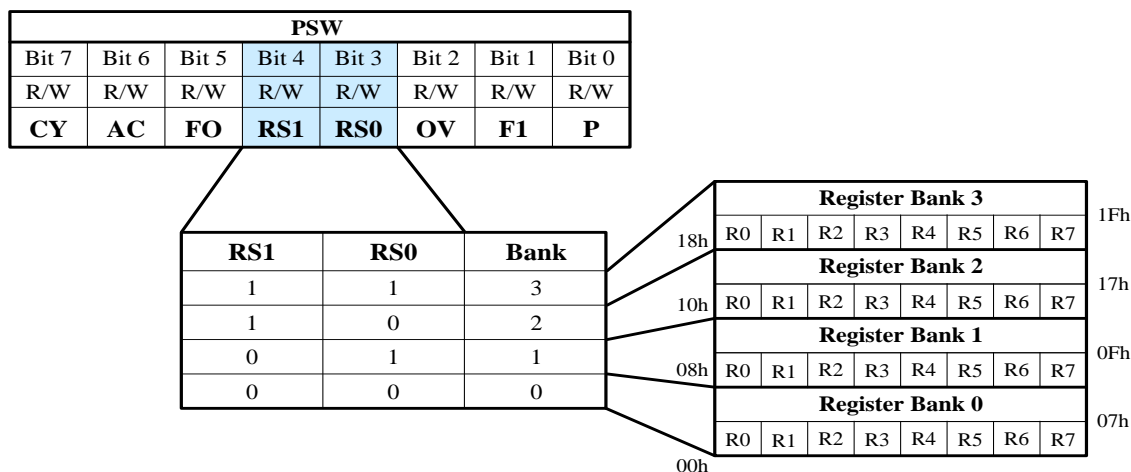 PSW
Bit 7 Bit 6 Bit 5 Bit 4 Bit 3 Bit 2 Bit 1 Bit 0
R/W R/W R/W R/W R/W R/W R/W R/W
CY AC FO RS1 RS0 OV F1 P
RS1 RS0 Bank
1 1 3
1 0 2
0 1 1
0 0 0
Register Bank 3
18h R0 R1 R2 R3 R4 R5 R6 R7 1Fh
Register Bank 2
10h R0 R1 R2 R3 R4 R5 R6 R7 17h
Register Bank 1
08h R0 R1 R2 R3 R4 R5 R6 R7 0Fh
Register Bank 0
00h R0 R1 R2 R3 R4 R5 R6 R7 07h